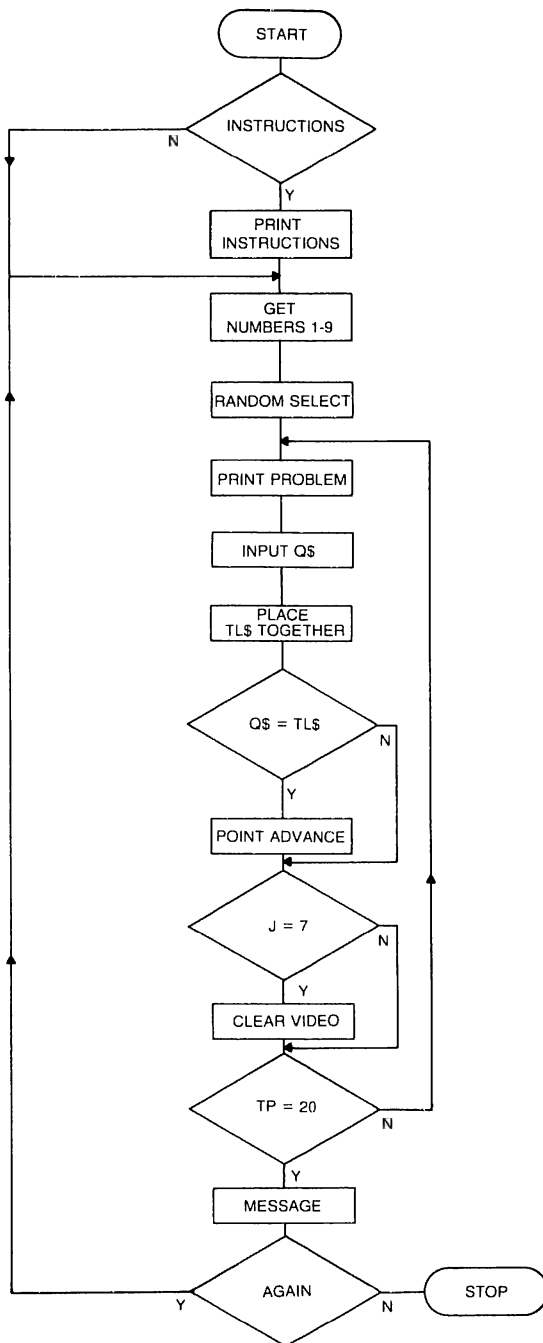 START
INSTRUCTIONS
N
Y
PRINT
INSTRUCTIONS
GET
NUMBERS 1-9
RANDOM SELECT
PRINT PROBLEM
INPUT Q$
PLACE
TL$ TOGETHER
Q$ = TL$
N
Y
POINT ADVANCE
J = 7
N
Y
CLEAR VIDEO
TP = 20
N
Y
MESSAGE
AGAIN
Y
N
STOP